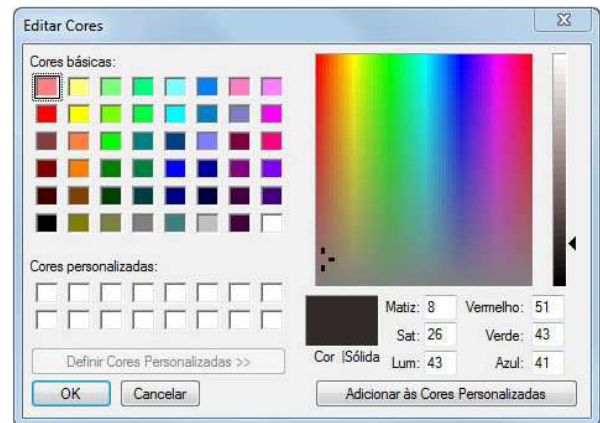 Editar Cores
Cores básicas:
Cores personalizadas:
Definir Cores Personalizadas >>
OK Cancelar
Cor |Sólida
Matiz: 8 Vermelho: 51
Sat: 26 Verde: 43
Lum: 43 Azul: 41
Adicionar às Cores Personalizadas